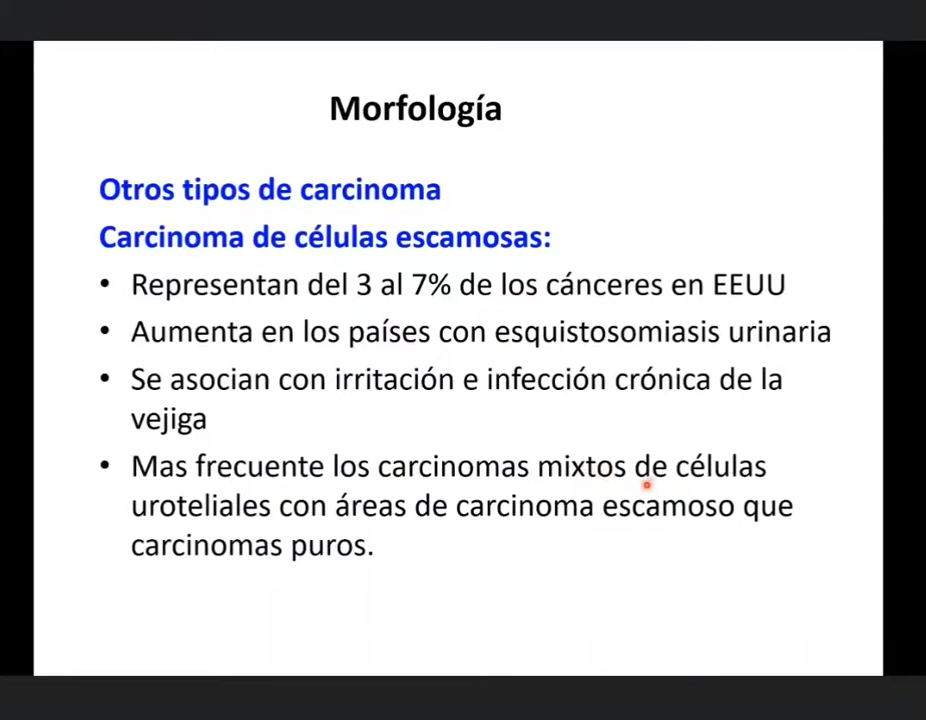 Morfología
Otros tipos de carcinoma
Carcinoma de células escamosas:
• Representan del 3 al 7% de los cánceres en EEUU
• Aumenta en los países con esquistosomiasis urinaria
• Se asocian con irritación e infección crónica de la
vejiga
• Mas frecuente los carcinomas mixtos de células
uroteliales con áreas de carcinoma escamoso que
carcinomas puros.